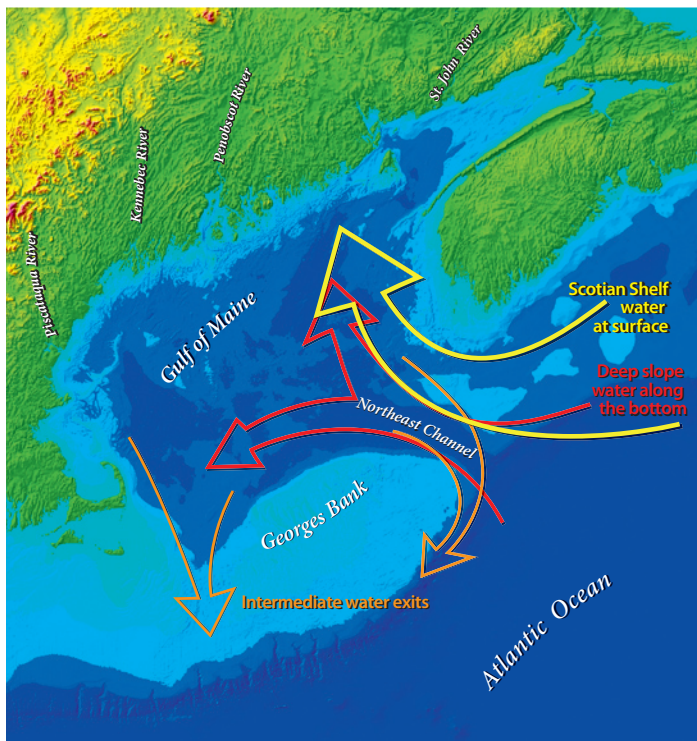 St. John River
Penobscot River
Kennebec River
Piscataqua River
Scotian Shelf
water
at surface
Gulf of Maine
Deep slope
water along
the bottom
Northeast Channel
Georges Bank
Intermediate water exits
Atlantic Ocean